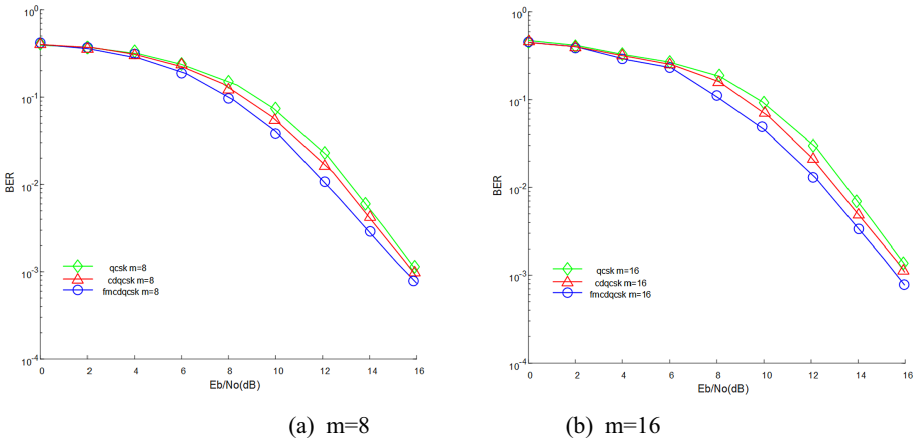 10^0
10^-1
10^-2
10^-3
10^-4
BER
qcsk m=8
cdqcsk m=8
fmcdqcsk m=8
0 2 4 6 8 10 12 14 16
Eb/No(dB)
(a) m=8
10^0
10^-1
10^-2
10^-3
10^-4
BER
qcsk m=16
cdqcsk m=16
fmcdqcsk m=16
0 2 4 6 8 10 12 14 16
Eb/No(dB)
(b) m=16